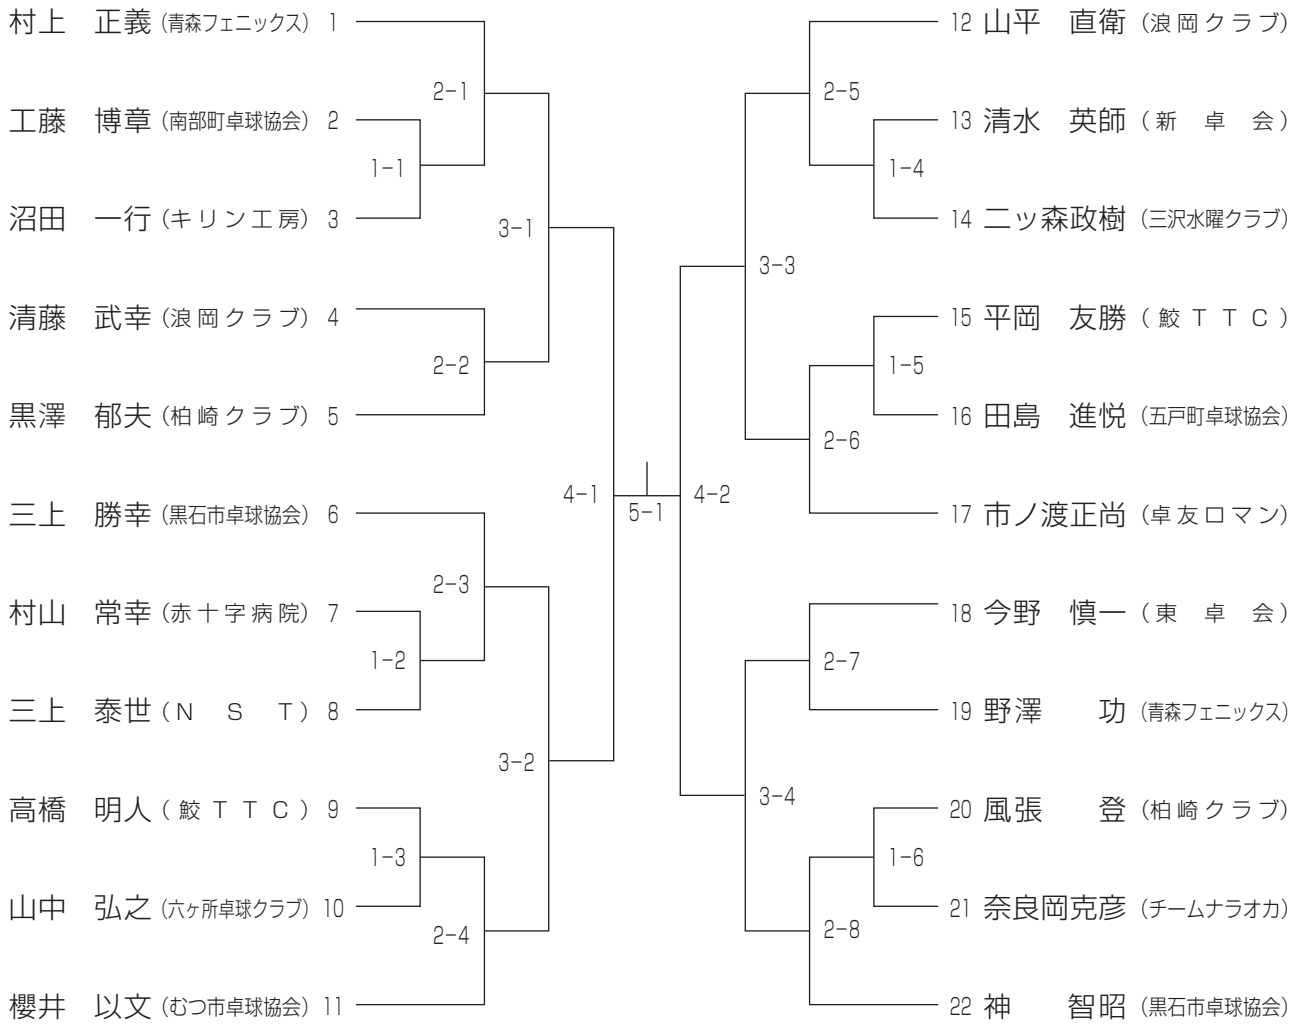 村上　正義（青森フェニックス） 1
2-1
工藤　博章（南部町卓球協会） 2
1-1
沼田　一行（キリン工房） 3
3-1
清藤　武幸（浪岡クラブ） 4
2-2
黒澤　郁夫（柏崎クラブ） 5
4-1
三上　勝幸（黒石市卓球協会） 6
2-3
村山　常幸（赤十字病院） 7
1-2
三上　泰世（N S T） 8
3-2
高橋　明人（鮫TTC） 9
1-3
山中　弘之（六ヶ所卓球クラブ） 10
2-4
櫻井　以文（むつ市卓球協会） 11
5-1
12 山平　直衛（浪岡クラブ）
2-5
13 清水　英師（新卓会）
1-4
14 二ッ森政樹（三沢水曜クラブ）
3-3
15 平岡　友勝（鮫TTC）
1-5
16 田島　進悦（五戸町卓球協会）
2-6
4-2
17 市ノ渡正尚（卓友ロマン）
18 今野　慎一（東卓会）
2-7
19 野澤　功（青森フェニックス）
3-4
20 風張　登（柏崎クラブ）
1-6
21 奈良岡克彦（チームナラオカ）
2-8
22 神　智昭（黒石市卓球協会）